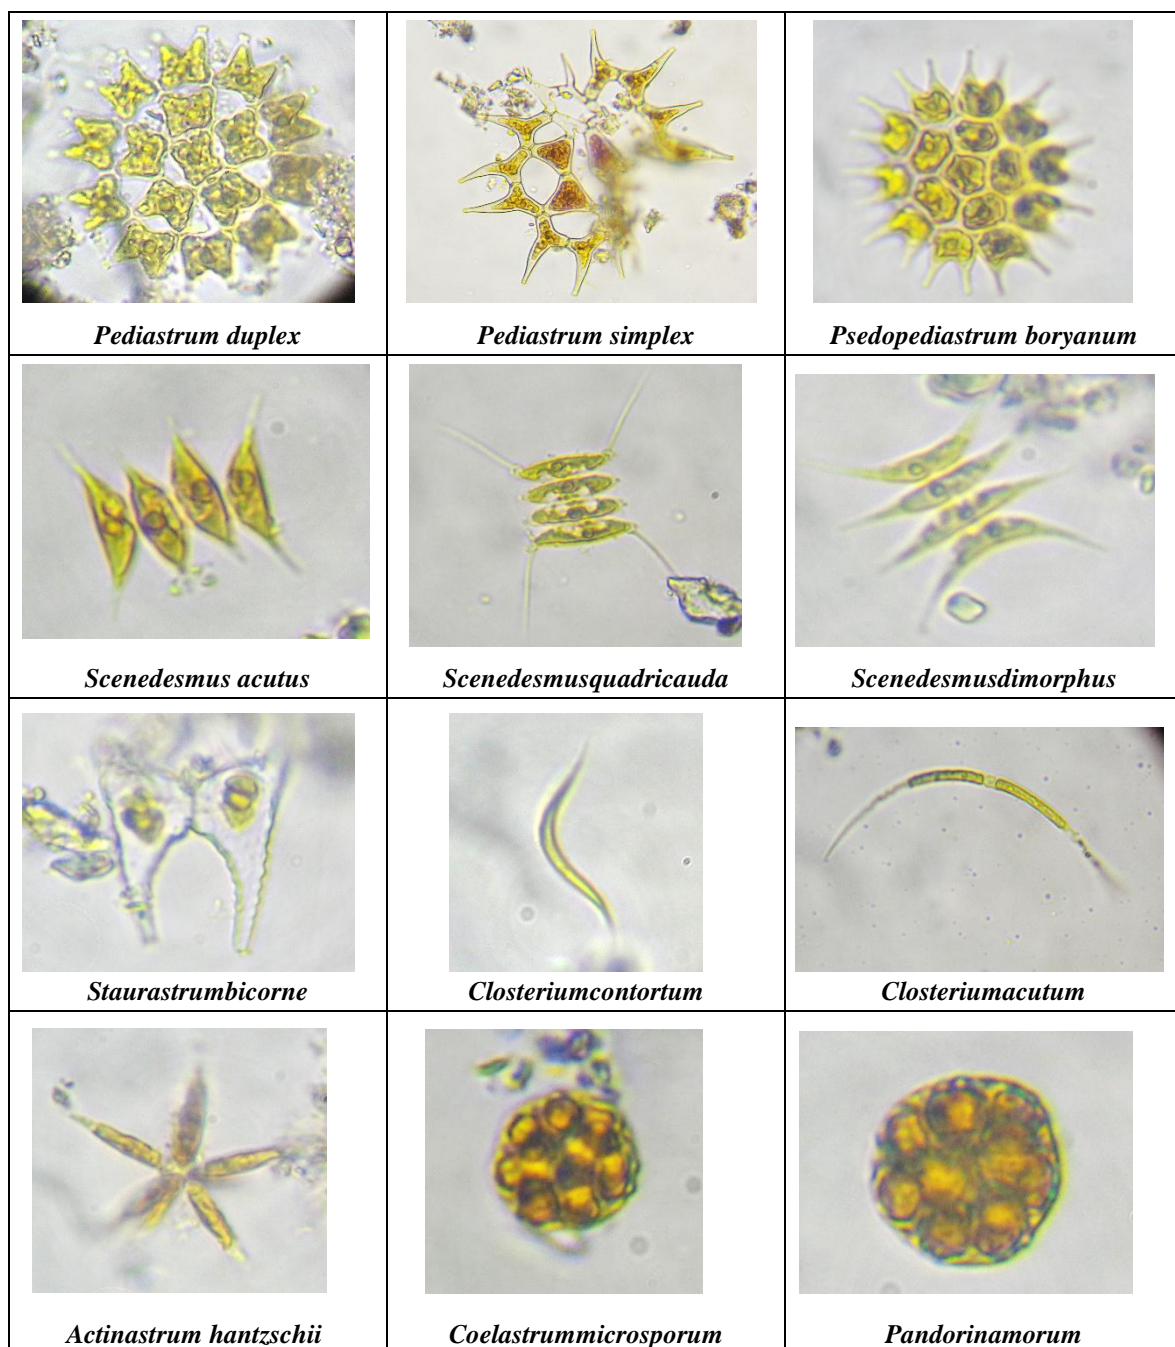 Pediastrum duplex
Pediastrum simplex
Psedopediastrum boryanum
Scenedesmus acutus
Scenedesmusquadricauda
Scenedesmusdimorphus
Staurastrumbicorne
Closteriumcontortum
Closteriumacutum
Actinastrum hantzschii
Coelastrummicrosporum
Pandorinamorum